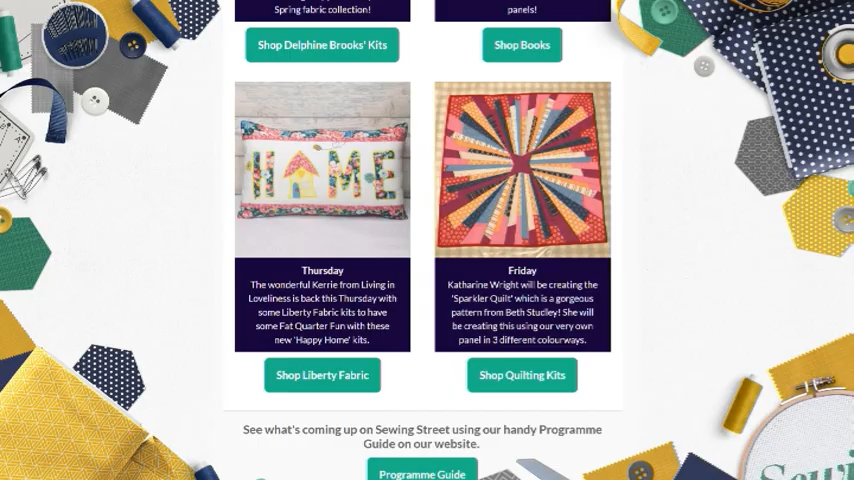 Spring fabric collection!
panels!
Shop Delphine Brooks' Kits
Shop Books
HOME
Thursday
The wonderful Kerrie from Living in
Loveliness is back this Thursday with
some Liberty Fabric kits to have
some Fat Quarter Fun with these
new 'Happy Home' kits.
Friday
Katharine Wright will be creating the
'Sparkler Quilt' which is a gorgeous
pattern from Beth Studley! She will
be creating this using our very own
panel in 3 different colourways.
Shop Liberty Fabric
Shop Quilting Kits
See what's coming up on Sewing Street using our handy Programme
Guide on our website.
Programme Guide